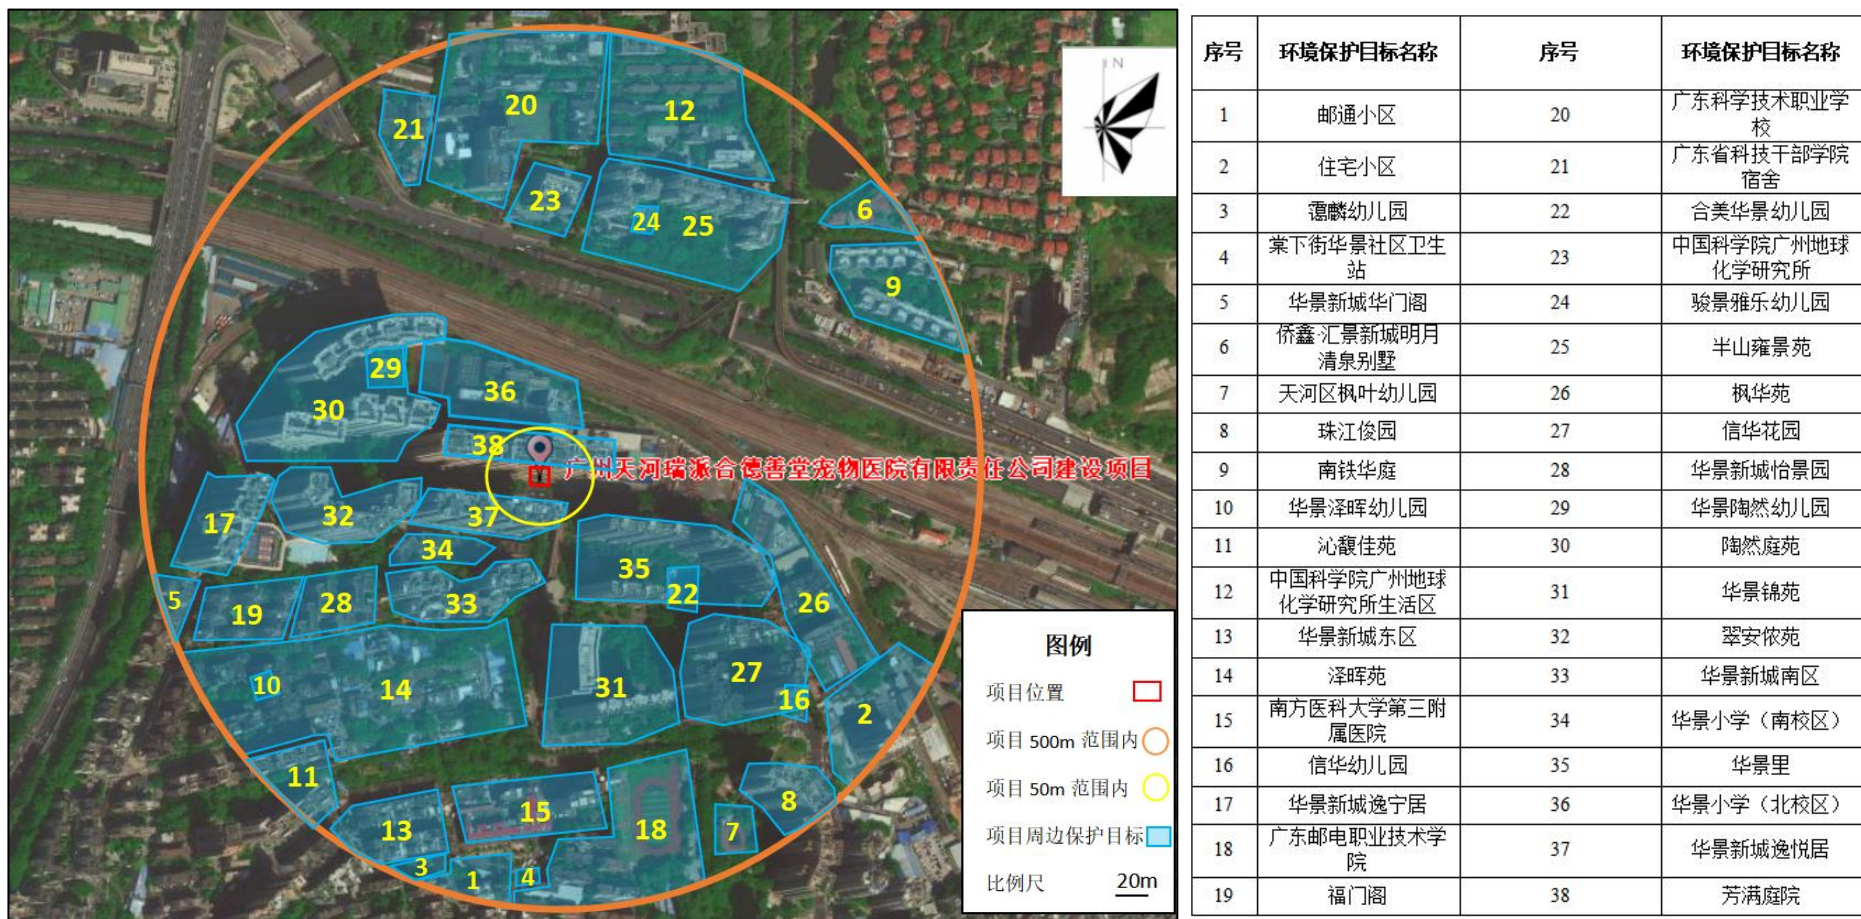 20
12
21
23
24
25
6
9
29
36
30
38
广州天河瑞派合德善堂宠物医院有限责任公司建设项目
17
32
37
34
35
22
5
19
28
33
26
10
14
31
27
16
2
11
15
8
13
18
7
3
1
4
N
图例
项目位置
项目 500m 范围内
项目 50m 范围内
项目周边保护目标
比例尺 20m
序号 环境保护目标名称 序号 环境保护目标名称
1 邮通小区 20 广东科学技术职业学
校
2 住宅小区 21 广东省科技干部学院
宿舍
3 霭麟幼儿园 22 合美华景幼儿园
4 棠下街华景社区卫生
站 23 中国科学院广州地球
化学研究所
5 华景新城华门阁 24 骏景雅乐幼儿园
6 侨鑫·汇景新城明月
清泉别墅 25 半山雍景苑
7 天河区枫叶幼儿园 26 枫华苑
8 珠江俊园 27 信华花园
9 南铁华庭 28 华景新城怡景园
10 华景泽晖幼儿园 29 华景陶然幼儿园
11 沁馥佳苑 30 陶然庭苑
12 中国科学院广州地球
化学研究所生活区 31 华景锦苑
13 华景新城东区 32 翠安侬苑
14 泽晖苑 33 华景新城南区
15 南方医科大学第三附
属医院 34 华景小学（南校区）
16 信华幼儿园 35 华景里
17 华景新城逸宁居 36 华景小学（北校区）
18 广东邮电职业技术学
院 37 华景新城逸悦居
19 福门阁 38 芳满庭院